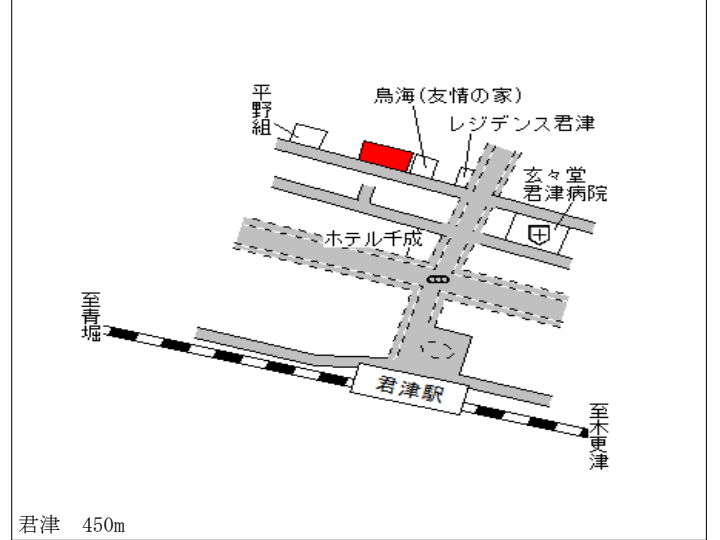 平野組
鳥海(友情の家)
レジデンス君津
玄々堂
君津病院
ホテル千成
至青堀
君津駅
至木更津
君津　450m